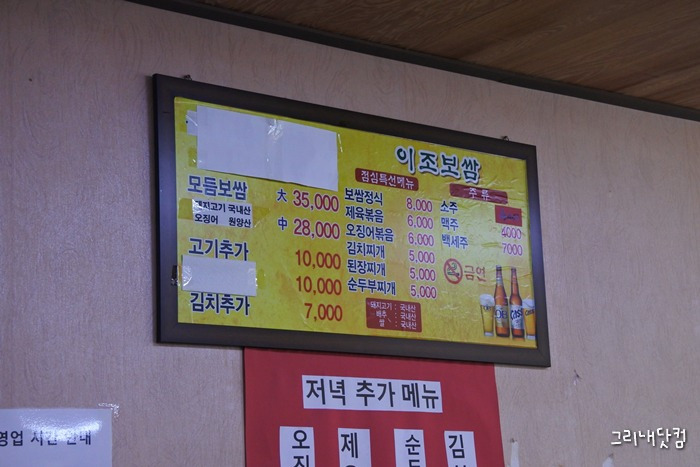 이조보쌈
모듬보쌈
돼지고기 국내산
오징어 원양산
大 35,000
中 28,000
고기추가 10,000
10,000
김치추가 7,000
점심특선메뉴
보쌈정식 8,000
제육볶음 6,000
오징어볶음 6,000
김치찌개 5,000
된장찌개 5,000
순두부찌개 5,000
돼지고기 : 국내산
배추 : 국내산
쌀 : 국내산
주류
소주
맥주 4000
백세주 7000
금연
저녁 추가 메뉴
영업 시간 안내
그리내닷컴